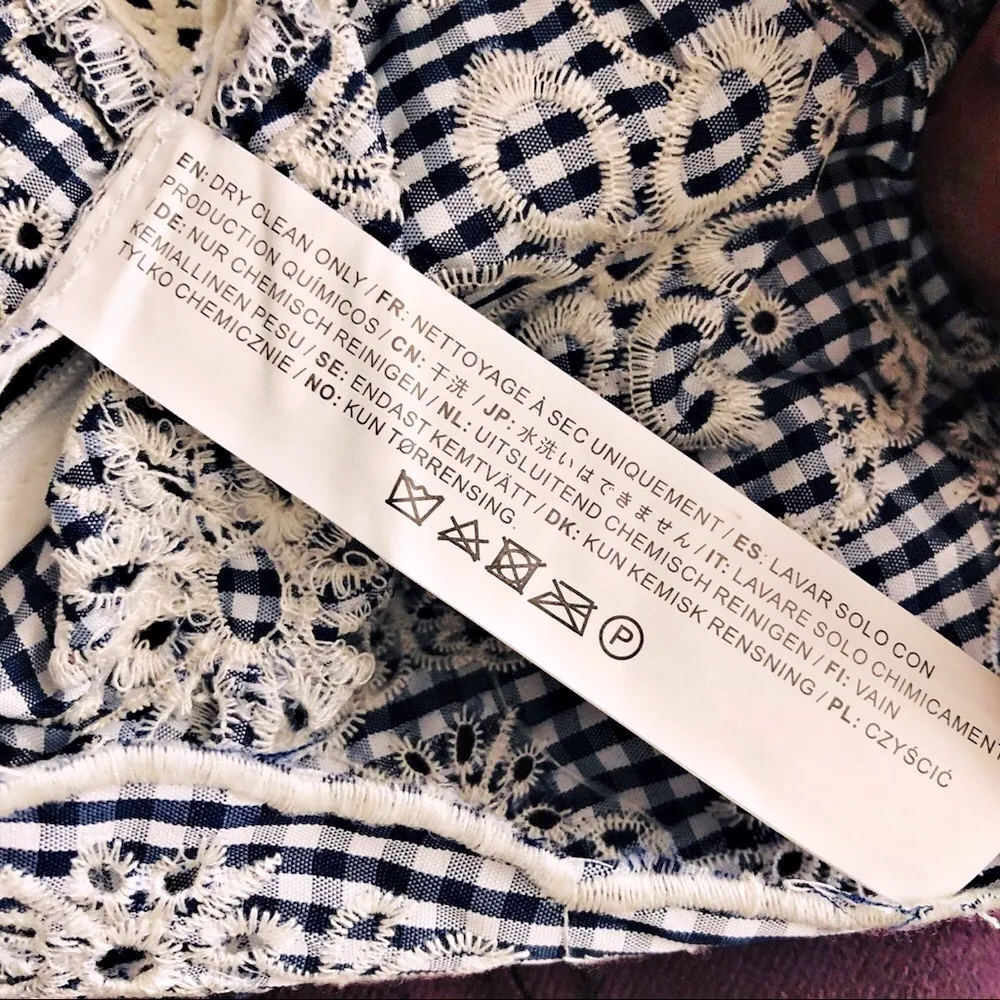 EN: DRY CLEAN ONLY / FR: NETTOYAGE À SEC UNIQUEMENT / ES: LAVAR SOLO CON
PRODUCTION QUÍMICOS / CN: 干洗 / JP: 水洗いはできません / IT: LAVARE SOLO CHIMICAMENT
DE: NUR CHEMISCH REINIGEN / NL: UITSLUITEND CHEMISCH REINIGEN / FI: VAIN
KEMIALLINEN PESU / SE: ENDAST KEMTVÄTT / DK: KUN KEMISK RENSNING / PL: CZYŚCIĆ
TYLKO CHEMICZNIE / NO: KUN TØRRENSING.
P